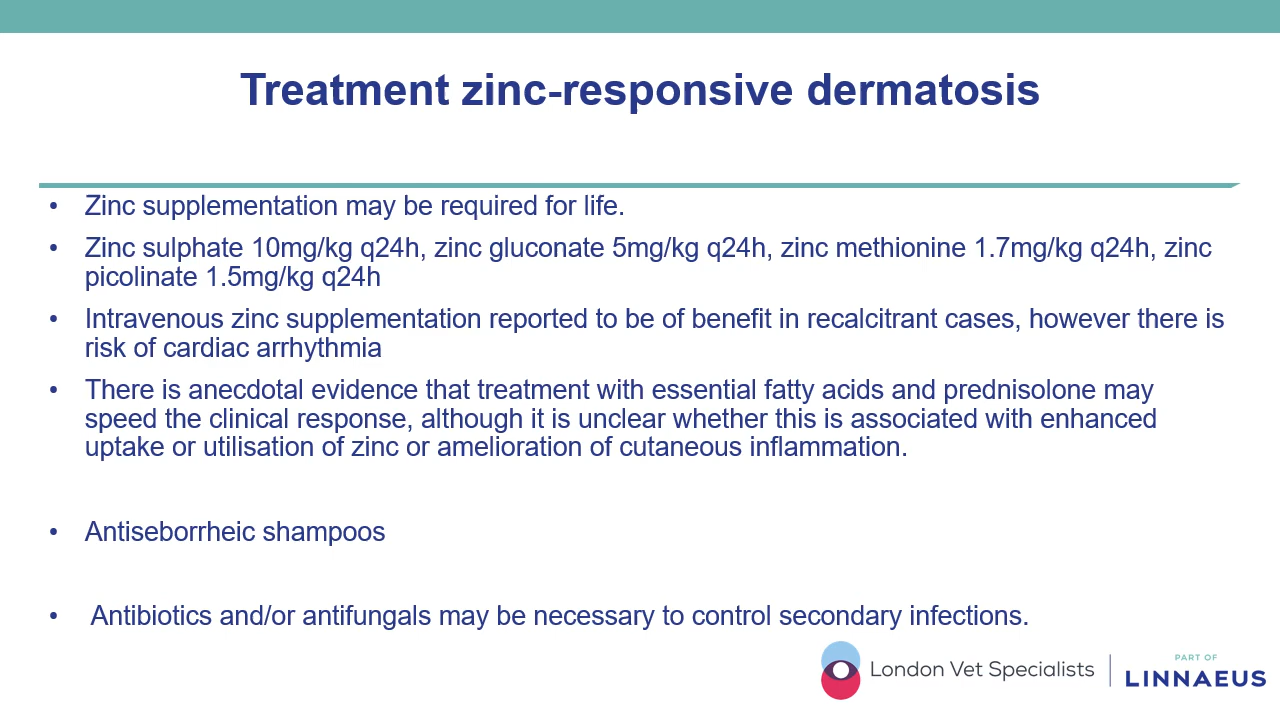 Treatment zinc-responsive dermatosis
• Zinc supplementation may be required for life.
• Zinc sulphate 10mg/kg q24h, zinc gluconate 5mg/kg q24h, zinc methionine 1.7mg/kg q24h, zinc
picolinate 1.5mg/kg q24h
• Intravenous zinc supplementation reported to be of benefit in recalcitrant cases, however there is
risk of cardiac arrhythmia
• There is anecdotal evidence that treatment with essential fatty acids and prednisolone may
speed the clinical response, although it is unclear whether this is associated with enhanced
uptake or utilisation of zinc or amelioration of cutaneous inflammation.
• Antiseborrheic shampoos
• Antibiotics and/or antifungals may be necessary to control secondary infections.
London Vet Specialists
PART OF
LINNAEUS